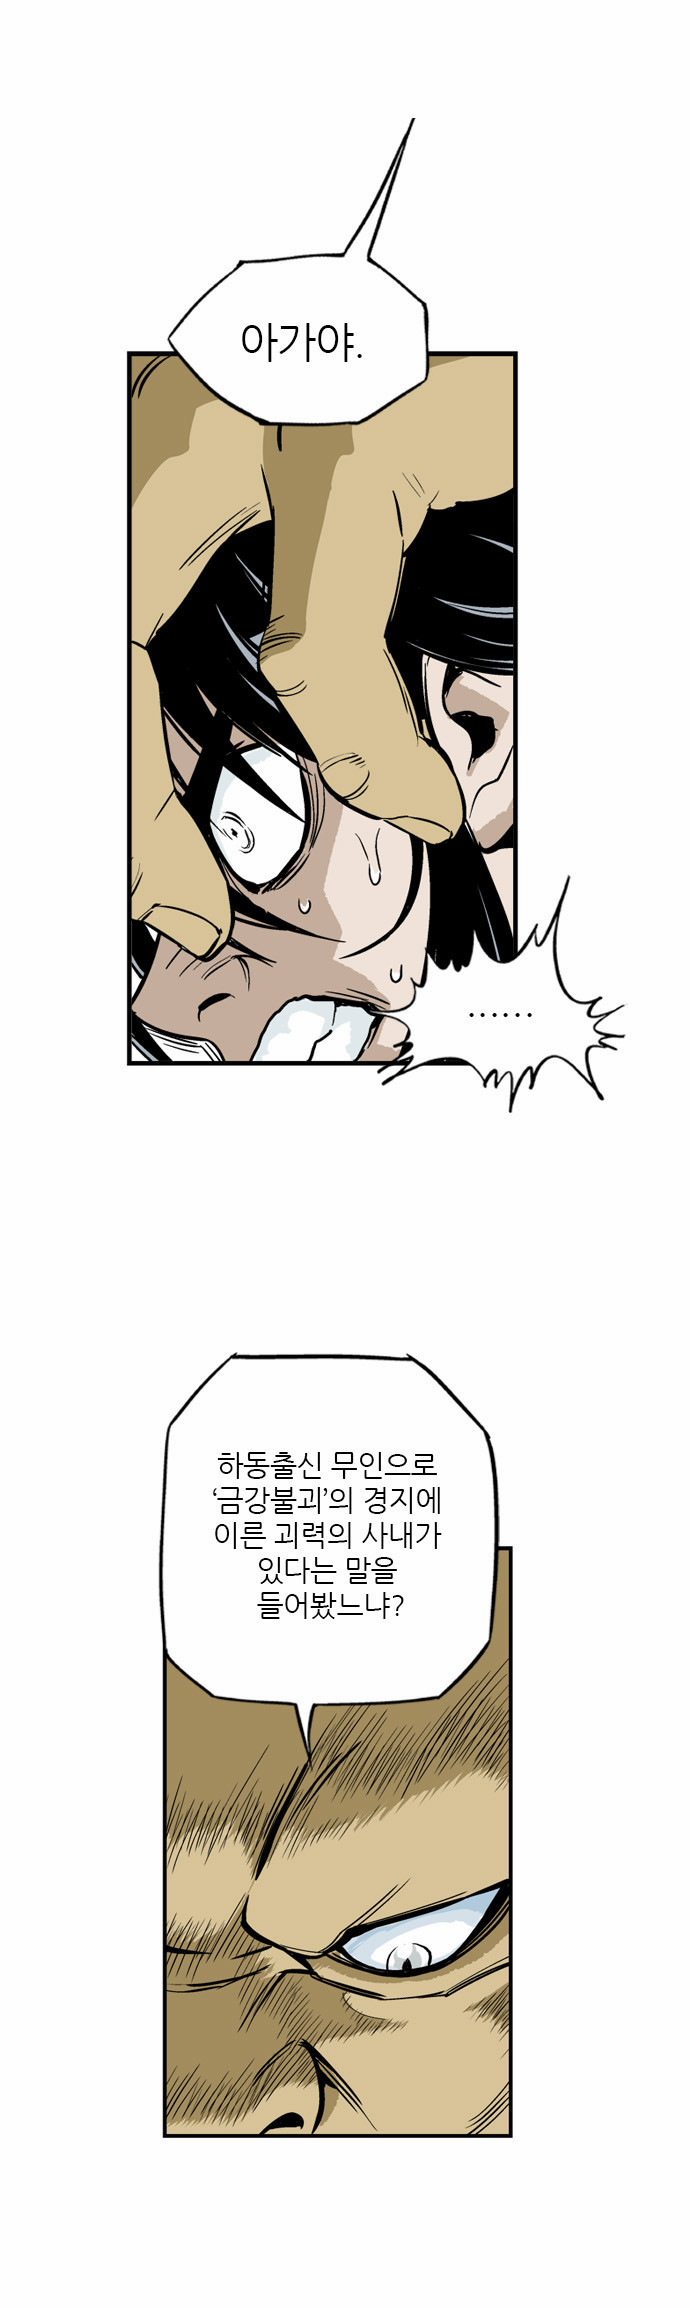 아가야.
......
하동출신 무인으로
‘금강불괴’의 경지에
이른 괴력의 사내가
있다는 말을
들어봤느냐?